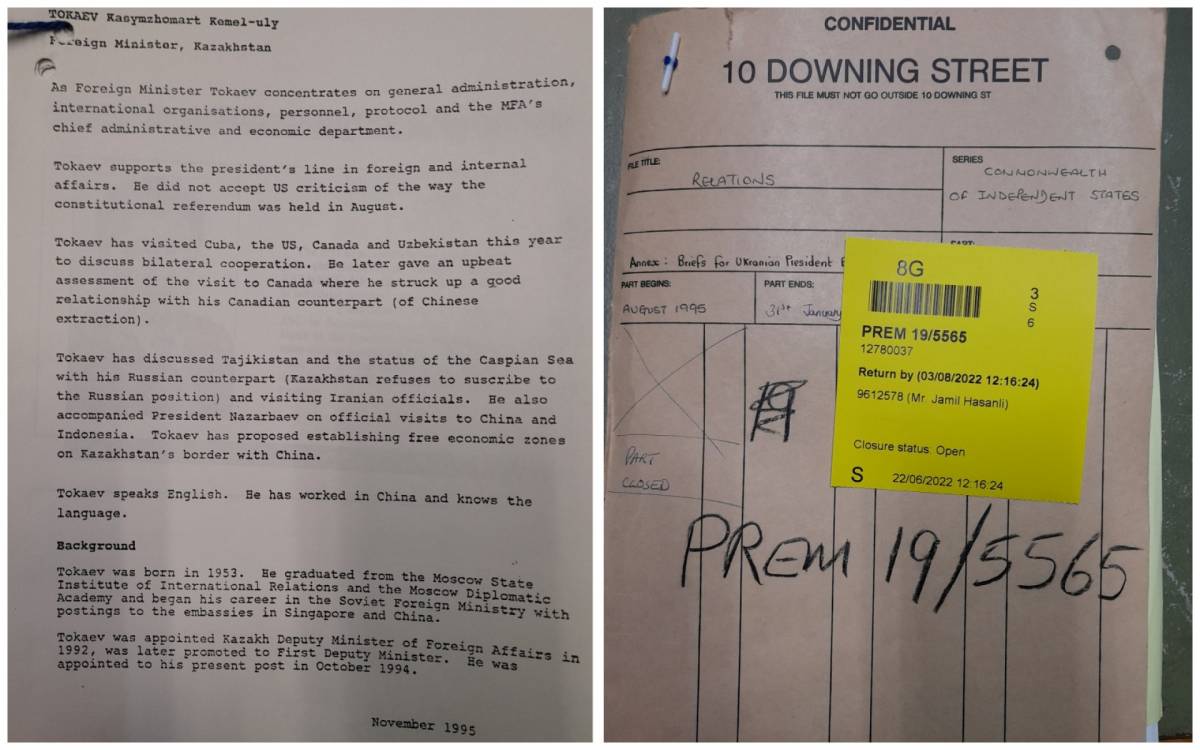 TOKAEV Kasymzhomart Kemel-uly
Foreign Minister, Kazakhstan
As Foreign Minister Tokaev concentrates on general administration,
international organisations, personnel, protocol and the MFA's
chief administrative and economic department.
Tokaev supports the president's line in foreign and internal
affairs. He did not accept US criticism of the way the
constitutional referendum was held in August.
Tokaev has visited Cuba, the US, Canada and Uzbekistan this year
to discuss bilateral cooperation. He later gave an upbeat
assessment of the visit to Canada where he struck up a good
relationship with his Canadian counterpart (of Chinese
extraction).
Tokaev has discussed Tajikistan and the status of the Caspian Sea
with his Russian counterpart (Kazakhstan refuses to suscribe to
the Russian position) and visiting Iranian officials. He also
accompanied President Nazarbaev on official visits to China and
Indonesia. Tokaev has proposed establishing free economic zones
on Kazakhstan's border with China.
Tokaev speaks English. He has worked in China and knows the
language.
Background
Tokaev was born in 1953. He graduated from the Moscow State
Institute of International Relations and the Moscow Diplomatic
Academy and began his career in the Soviet Foreign Ministry with
postings to the embassies in Singapore and China.
Tokaev was appointed Kazakh Deputy Minister of Foreign Affairs in
1992, was later promoted to First Deputy Minister. He was
appointed to his present post in October 1994.
November 1995
CONFIDENTIAL
10 DOWNING STREET
THIS FILE MUST NOT GO OUTSIDE 10 DOWNING ST
FILE TITLE:
RELATIONS
SERIES
COMMONWEALTH
OF INDEPENDENT STATES
PART:
Annex: Briefs for Ukranian President
PART BEGINS:
AUGUST 1995
PART ENDS:
31st January
8G
3
S
6
PREM 19/5565
12780037
Return by (03/08/2022 12:16:24)
9612578 (Mr. Jamil Hasanli)
Closure status: Open
S 22/06/2022 12:16:24
PART
CLOSED
PREM 19/5565